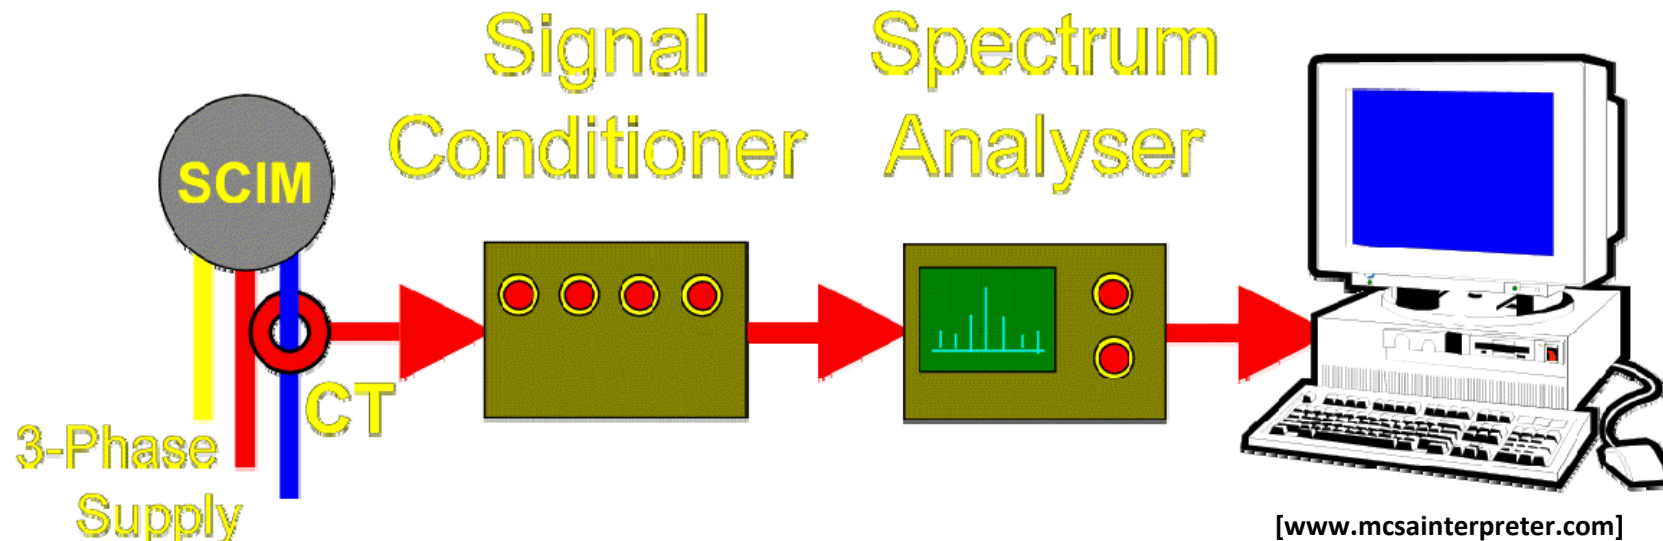 Signal
Conditioner
Spectrum
Analyser
SCIM
CT
3-Phase
Supply
[www.mcsainterpreter.com]